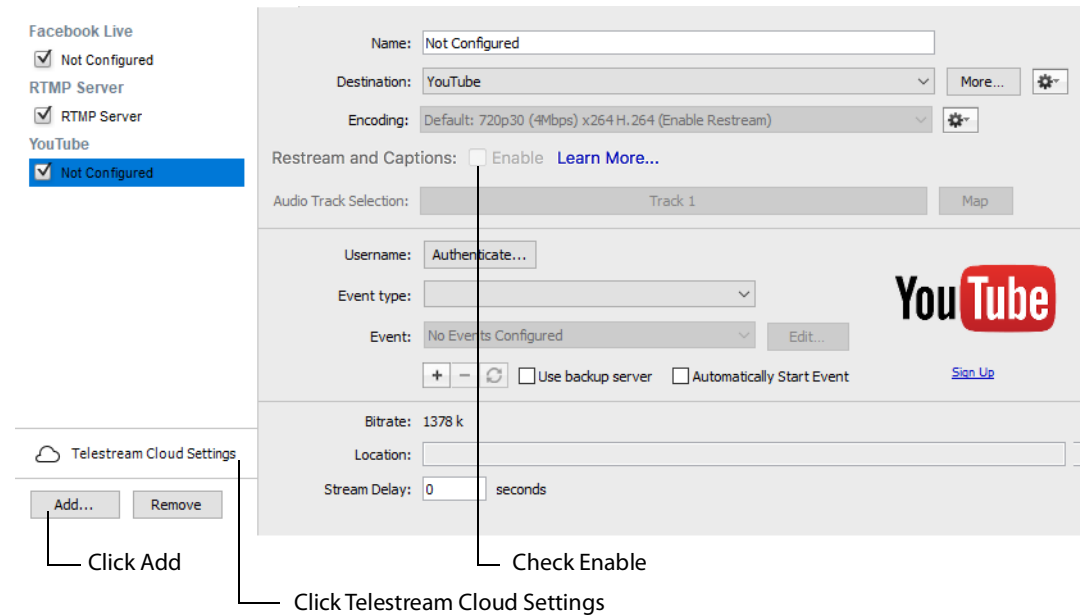 Facebook Live
Not Configured
RTMP Server
RTMP Server
YouTube
Not Configured
Telestream Cloud Settings
Add...
Remove
Name: Not Configured
Destination: YouTube More...
Encoding: Default: 720p30 (4Mbps) x264 H.264 (Enable Restream)
Restream and Captions: Enable Learn More...
Audio Track Selection: Track 1 Map
Username: Authenticate...
Event type:
Event: No Events Configured Edit...
+ − Use backup server Automatically Start Event
YouTube
Sign Up
Bitrate: 1378 k
Location:
Stream Delay: 0 seconds
Click Add
Check Enable
Click Telestream Cloud Settings